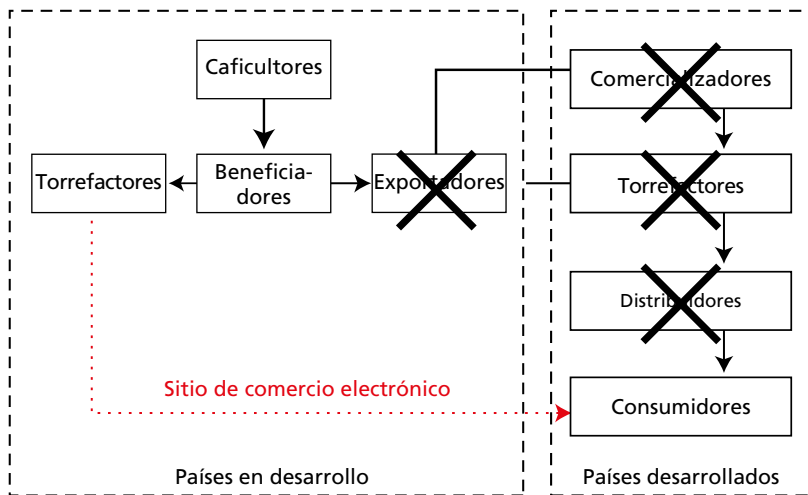 Caficultores
Comercializadores
Torrefactores
Beneficia-
dores
Exportadores
Torrefactores
Distribuidores
Sitio de comercio electrónico
Consumidores
Países en desarrollo
Países desarrollados